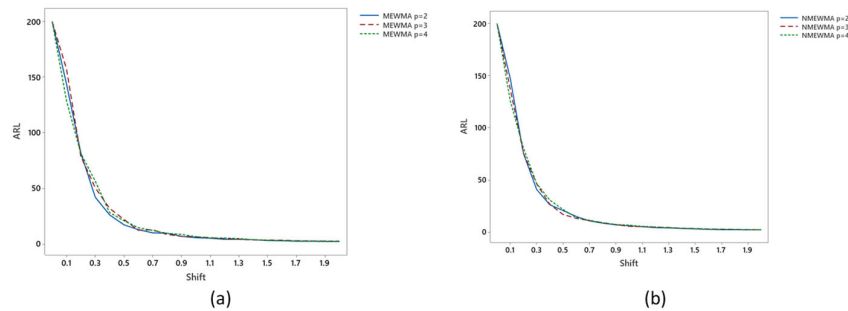 MEWMA p=2
MEWMA p=3
MEWMA p=4
200
150
100
50
0
ARL
0.1 0.3 0.5 0.7 0.9 1.1 1.3 1.5 1.7 1.9
Shift
(a)
NMEWMA p=2
NMEWMA p=3
NMEWMA p=4
200
150
100
50
0
ARL
0.1 0.3 0.5 0.7 0.9 1.1 1.3 1.5 1.7 1.9
Shift
(b)